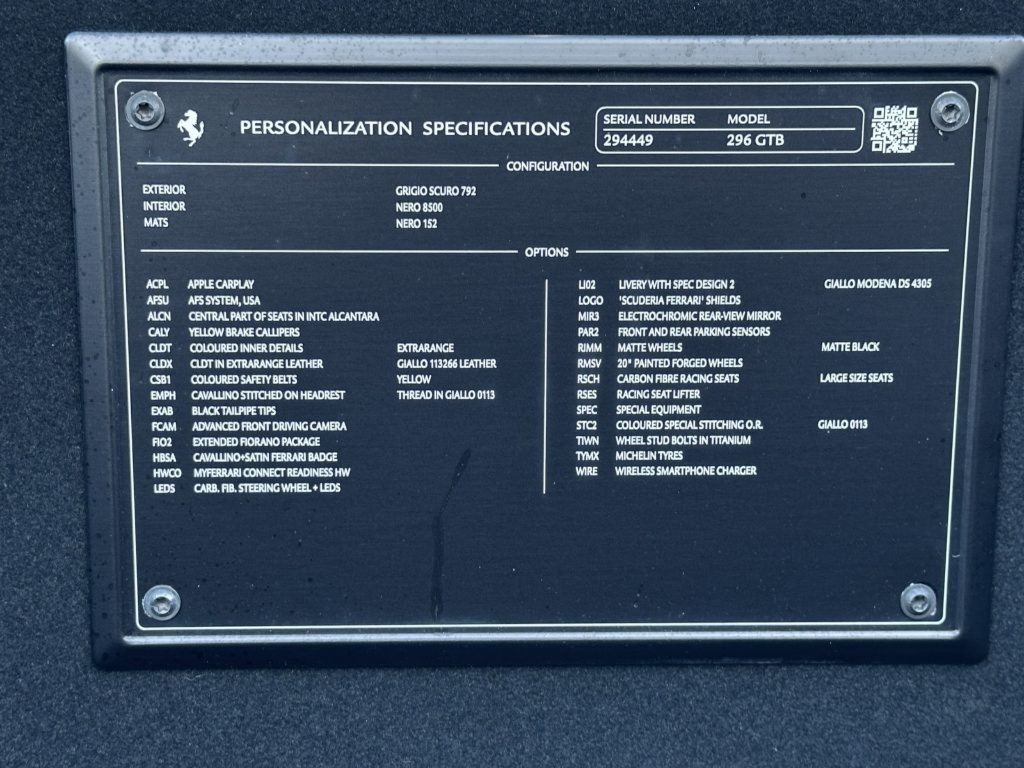 PERSONALIZATION SPECIFICATIONS
SERIAL NUMBER MODEL
294449 296 GTB
CONFIGURATION
EXTERIOR GRIGIO SCURO 792
INTERIOR NERO 8500
MATS NERO 152
OPTIONS
ACPL APPLE CARPLAY
AFSU AFS SYSTEM, USA
ALCN CENTRAL PART OF SEATS IN INTC ALCANTARA
CALY YELLOW BRAKE CALLIPERS
CLDT COLOURED INNER DETAILS EXTRARANGE
CLDX CLDT IN EXTRARANGE LEATHER GIALLO 113266 LEATHER
CSB1 COLOURED SAFETY BELTS YELLOW
EMPH CAVALLINO STITCHED ON HEADREST THREAD IN GIALLO 0113
EXAB BLACK TAILPIPE TIPS
FCAM ADVANCED FRONT DRIVING CAMERA
FIO2 EXTENDED FIORANO PACKAGE
HBSA CAVALLINO+SATIN FERRARI BADGE
HWCO MYFERRARI CONNECT READINESS HW
LEDS CARB. FIB. STEERING WHEEL + LEDS
LI02 LIVERY WITH SPEC DESIGN 2 GIALLO MODENA DS 4305
LOGO 'SCUDERIA FERRARI' SHIELDS
MIR3 ELECTROCHROMIC REAR-VIEW MIRROR
PAR2 FRONT AND REAR PARKING SENSORS
RIMM MATTE WHEELS MATTE BLACK
RMSV 20" PAINTED FORGED WHEELS
RSCH CARBON FIBRE RACING SEATS LARGE SIZE SEATS
RSES RACING SEAT LIFTER
SPEC SPECIAL EQUIPMENT
STC2 COLOURED SPECIAL STITCHING O.R. GIALLO 0113
TIWN WHEEL STUD BOLTS IN TITANIUM
TYMX MICHELIN TYRES
WIRE WIRELESS SMARTPHONE CHARGER